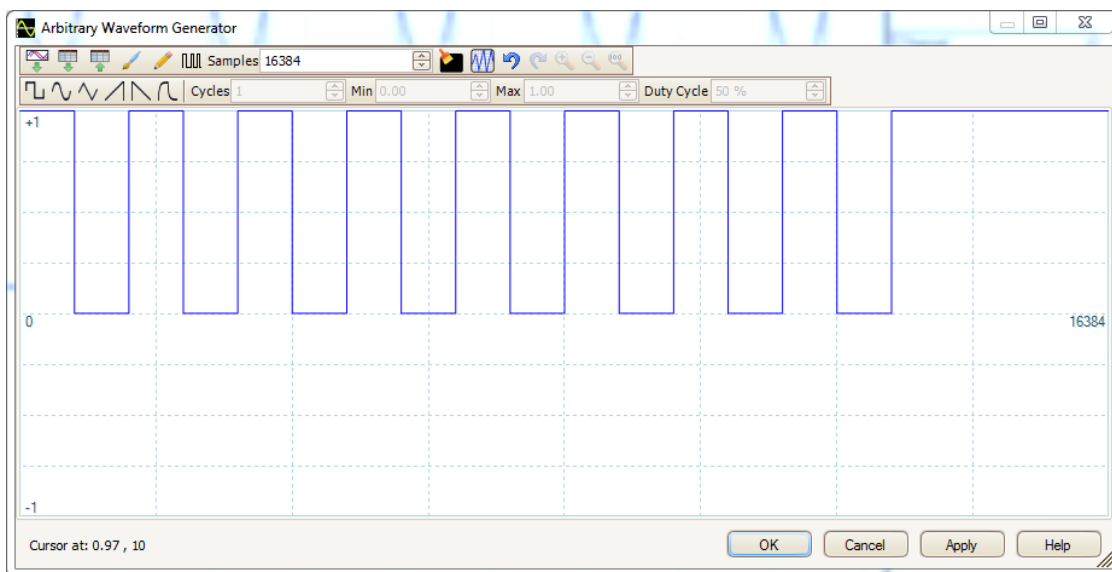 Arbitrary Waveform Generator
Samples 16384
Cycles 1 Min 0.00 Max 1.00 Duty Cycle 50 %
+1
0 16384
-1
Cursor at: 0.97 , 10 OK Cancel Apply Help